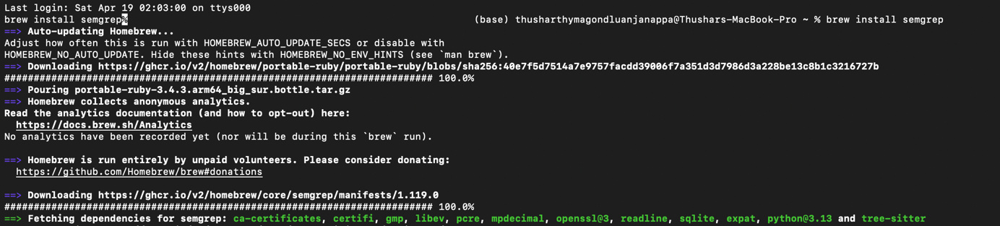 Last login: Sat Apr 19 02:03:00 on ttys000
brew install semgrep% (base) thusharthymagondluanjanappa@Thushars-MacBook-Pro ~ % brew install semgrep
==> Auto-updating Homebrew...
Adjust how often this is run with HOMEBREW_AUTO_UPDATE_SECS or disable with
HOMEBREW_NO_AUTO_UPDATE. Hide these hints with HOMEBREW_NO_ENV_HINTS (see `man brew`).
==> Downloading https://ghcr.io/v2/homebrew/portable-ruby/portable-ruby/blobs/sha256:40e7f5d7514a7e9757facdd39006f7a351d3d7986d3a228be13c8b1c3216727b
######################################################################### 100.0%
==> Pouring portable-ruby-3.4.3.arm64_big_sur.bottle.tar.gz
==> Homebrew collects anonymous analytics.
Read the analytics documentation (and how to opt-out) here:
https://docs.brew.sh/Analytics
No analytics have been recorded yet (nor will be during this `brew` run).
==> Homebrew is run entirely by unpaid volunteers. Please consider donating:
https://github.com/Homebrew/brew#donations
==> Downloading https://ghcr.io/v2/homebrew/core/semgrep/manifests/1.119.0
######################################################################### 100.0%
==> Fetching dependencies for semgrep: ca-certificates, certifi, gmp, libev, pcre, mpdecimal, openssl@3, readline, sqlite, expat, python@3.13 and tree-sitter